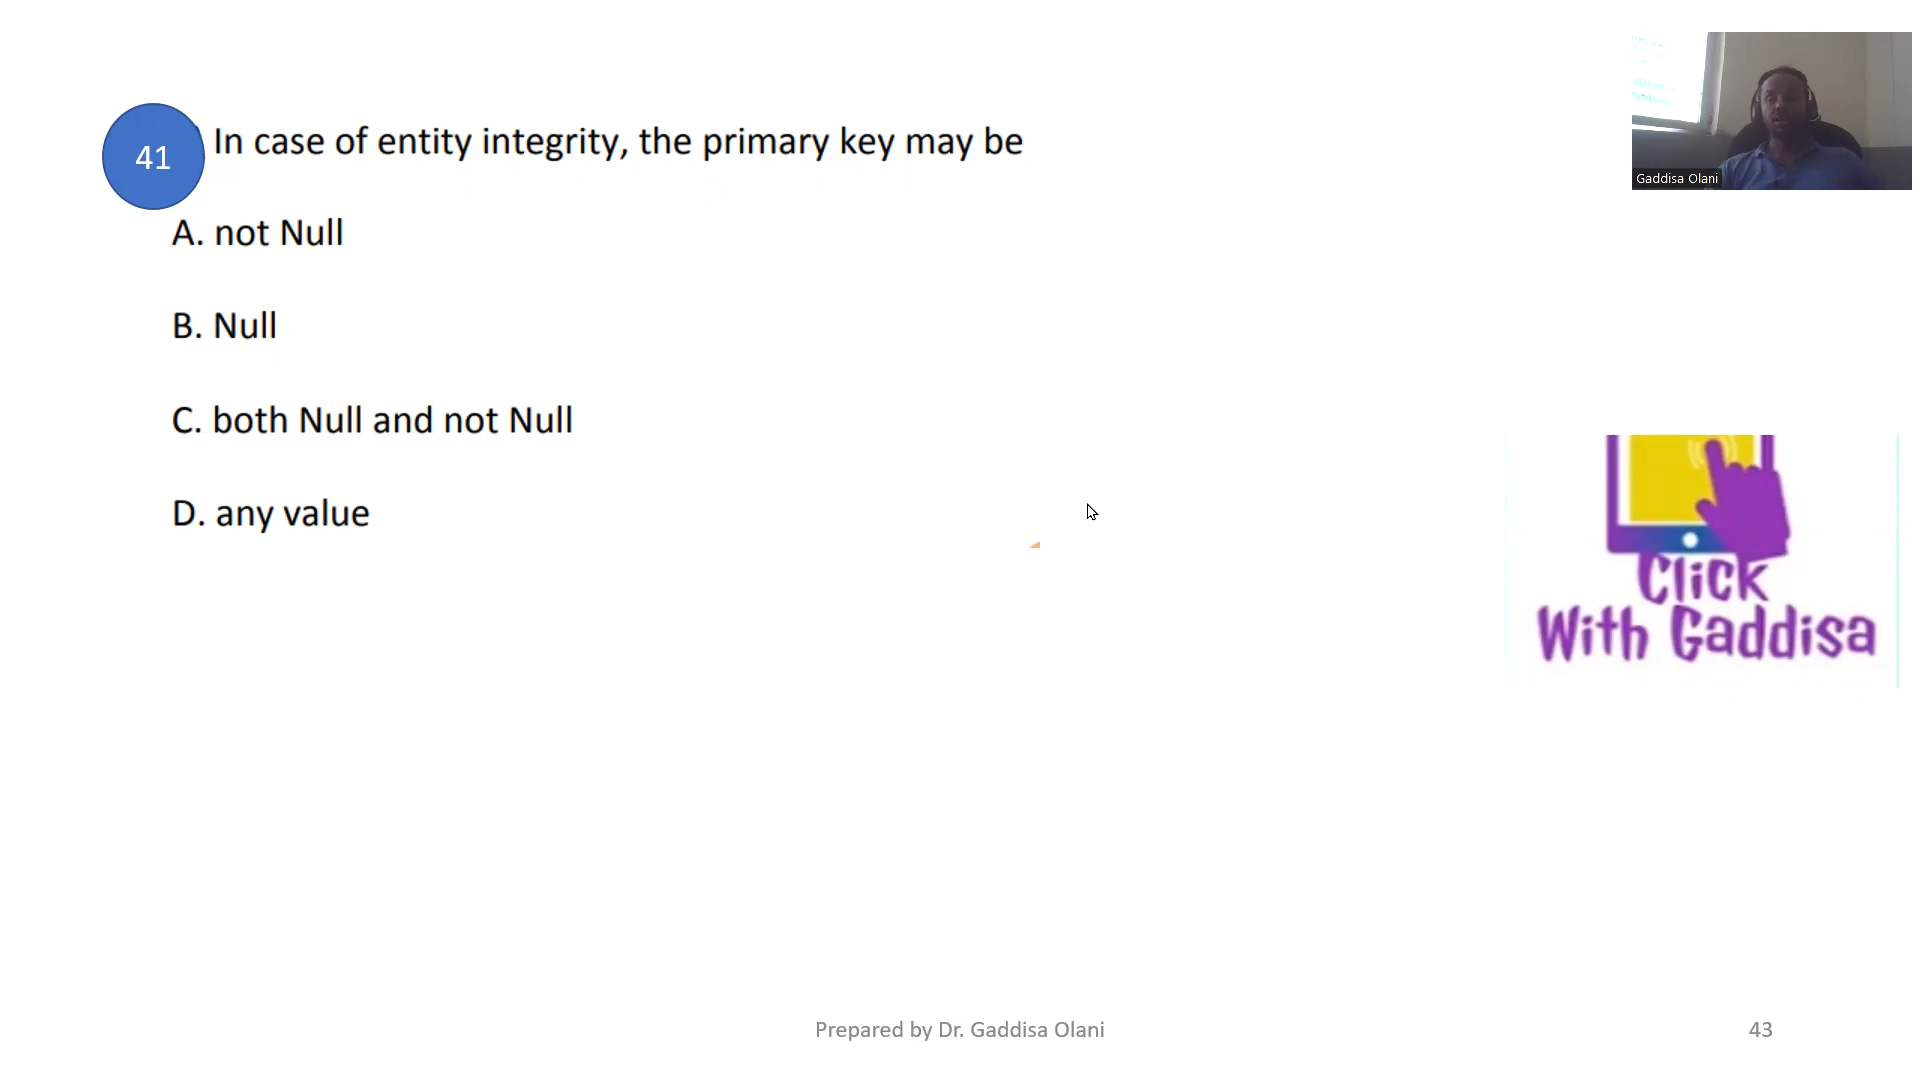 41
In case of entity integrity, the primary key may be
A. not Null
B. Null
C. both Null and not Null
D. any value
Gaddisa Olani
Click
With Gaddisa
Prepared by Dr. Gaddisa Olani
43